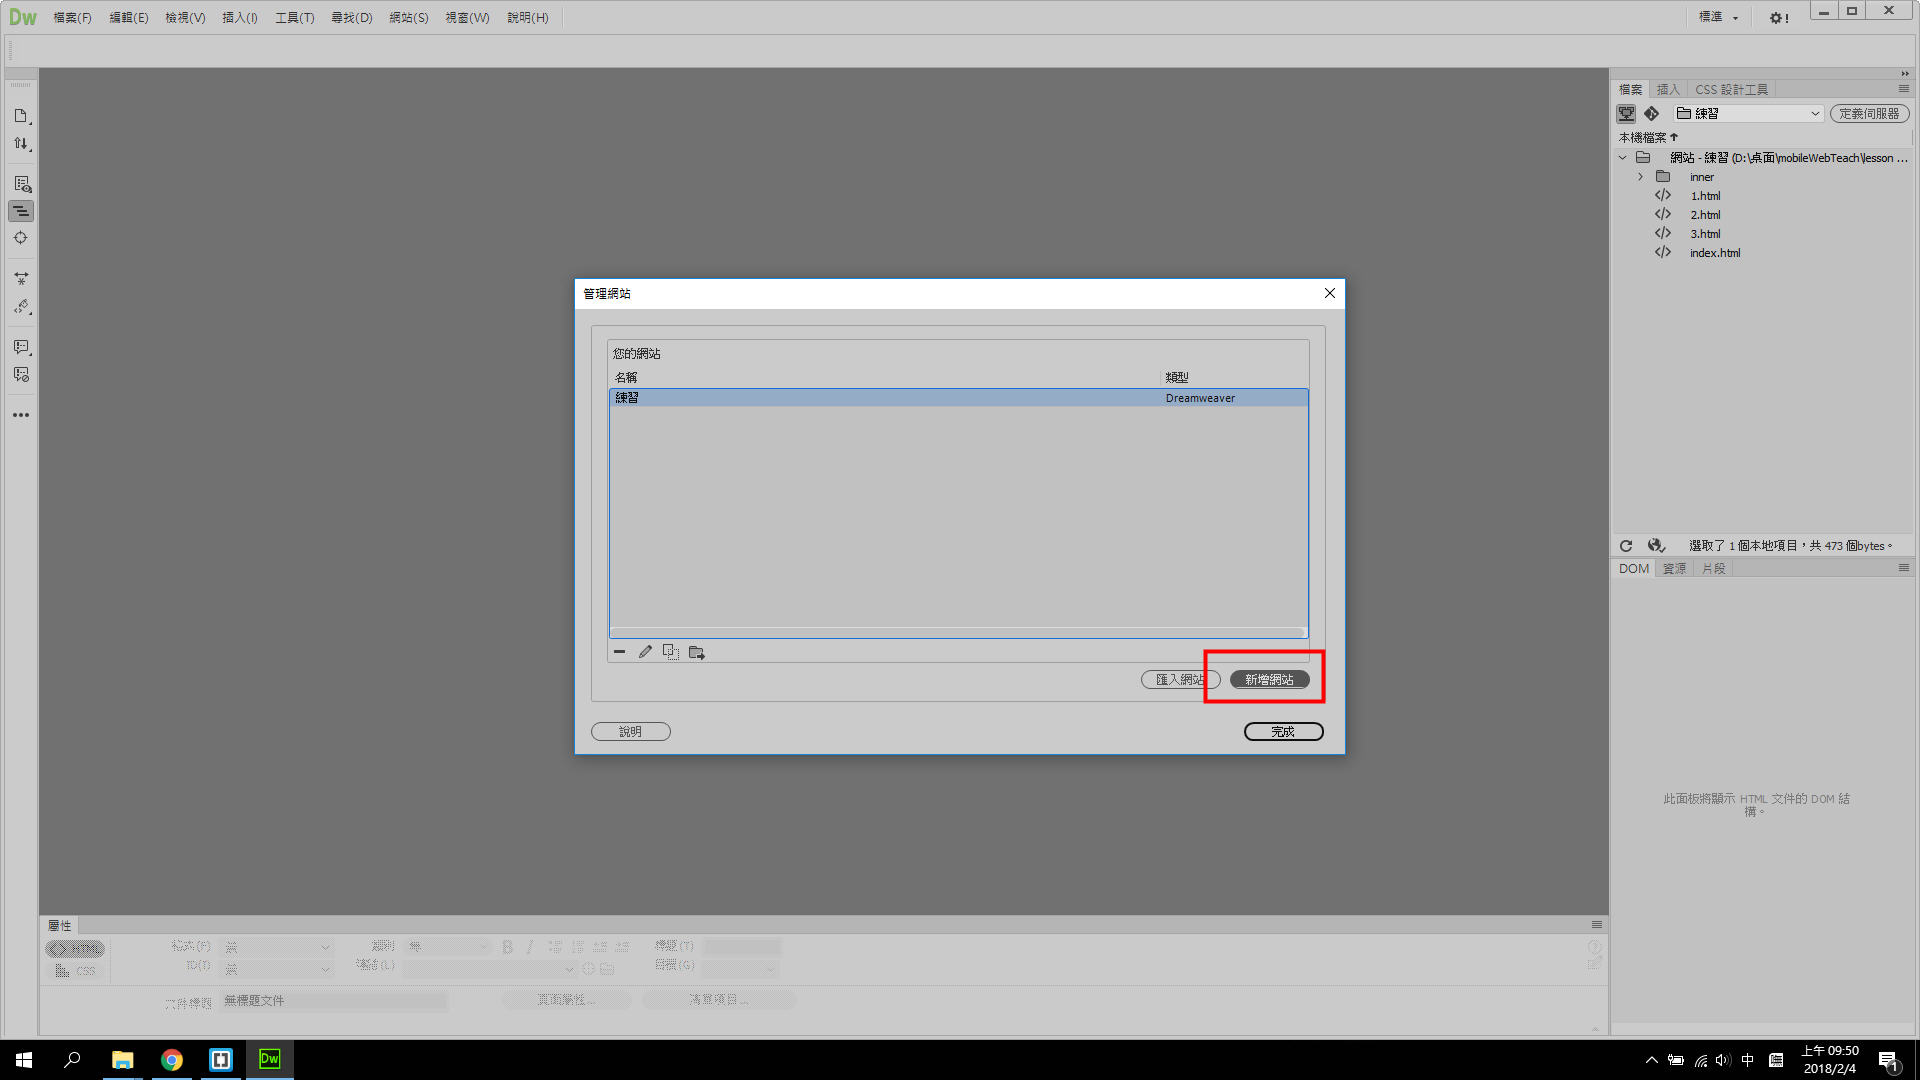 Dw 檔案(F) 編輯(E) 檢視(V) 插入(I) 工具(T) 尋找(D) 網站(S) 視窗(W) 說明(H) 標準
檔案 插入 CSS 設計工具
練習 定義伺服器
本機檔案
網站 - 練習 (D:\桌面\mobileWebTeach\lesson ...
inner
1.html
2.html
3.html
index.html
管理網站
您的網站
名稱 類型
練習 Dreamweaver
匯入網站 新增網站
說明 完成
選取了 1 個本地項目，共 473 個bytes。
DOM 資源 片段
此面板將顯示 HTML 文件的 DOM 結
構。
屬性
HTML 格式(F) 無 類別 無 B I 標題(T)
CSS ID(I) 無 連結(L) 目標(G)
文件標題 無標題文件 頁面屬性... 清單項目...
Dw 中 上午 09:50
2018/2/4
1